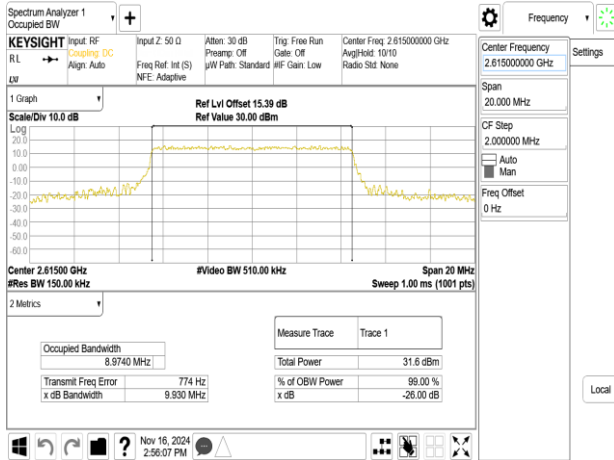 Spectrum Analyzer 1
Occupied BW
Frequency
KEYSIGHT
RL
Input: RF
Coupling: DC
Align: Auto
Input Z: 50 Ω
Freq Ref: Int (S)
NFE: Adaptive
Atten: 30 dB
Preamp: Off
µW Path: Standard
Trig: Free Run
Gate: Off
#IF Gain: Low
Center Freq: 2.615000000 GHz
Avg|Hold: 10/10
Radio Std: None
Center Frequency
2.615000000 GHz
Settings
Span
20.000 MHz
CF Step
2.000000 MHz
Auto
Man
Freq Offset
0 Hz
Local
1 Graph
Scale/Div 10.0 dB
Ref Lvl Offset 15.39 dB
Ref Value 30.00 dBm
Log
20.0
10.0
0.00
-10.0
-20.0
-30.0
-40.0
-50.0
-60.0
Center 2.61500 GHz
#Video BW 510.00 kHz
Span 20 MHz
#Res BW 150.00 kHz
Sweep 1.00 ms (1001 pts)
2 Metrics
Occupied Bandwidth
8.9740 MHz
Transmit Freq Error 774 Hz
x dB Bandwidth 9.930 MHz
Measure Trace Trace 1
Total Power 31.6 dBm
% of OBW Power 99.00 %
x dB -26.00 dB
Nov 16, 2024
2:56:07 PM